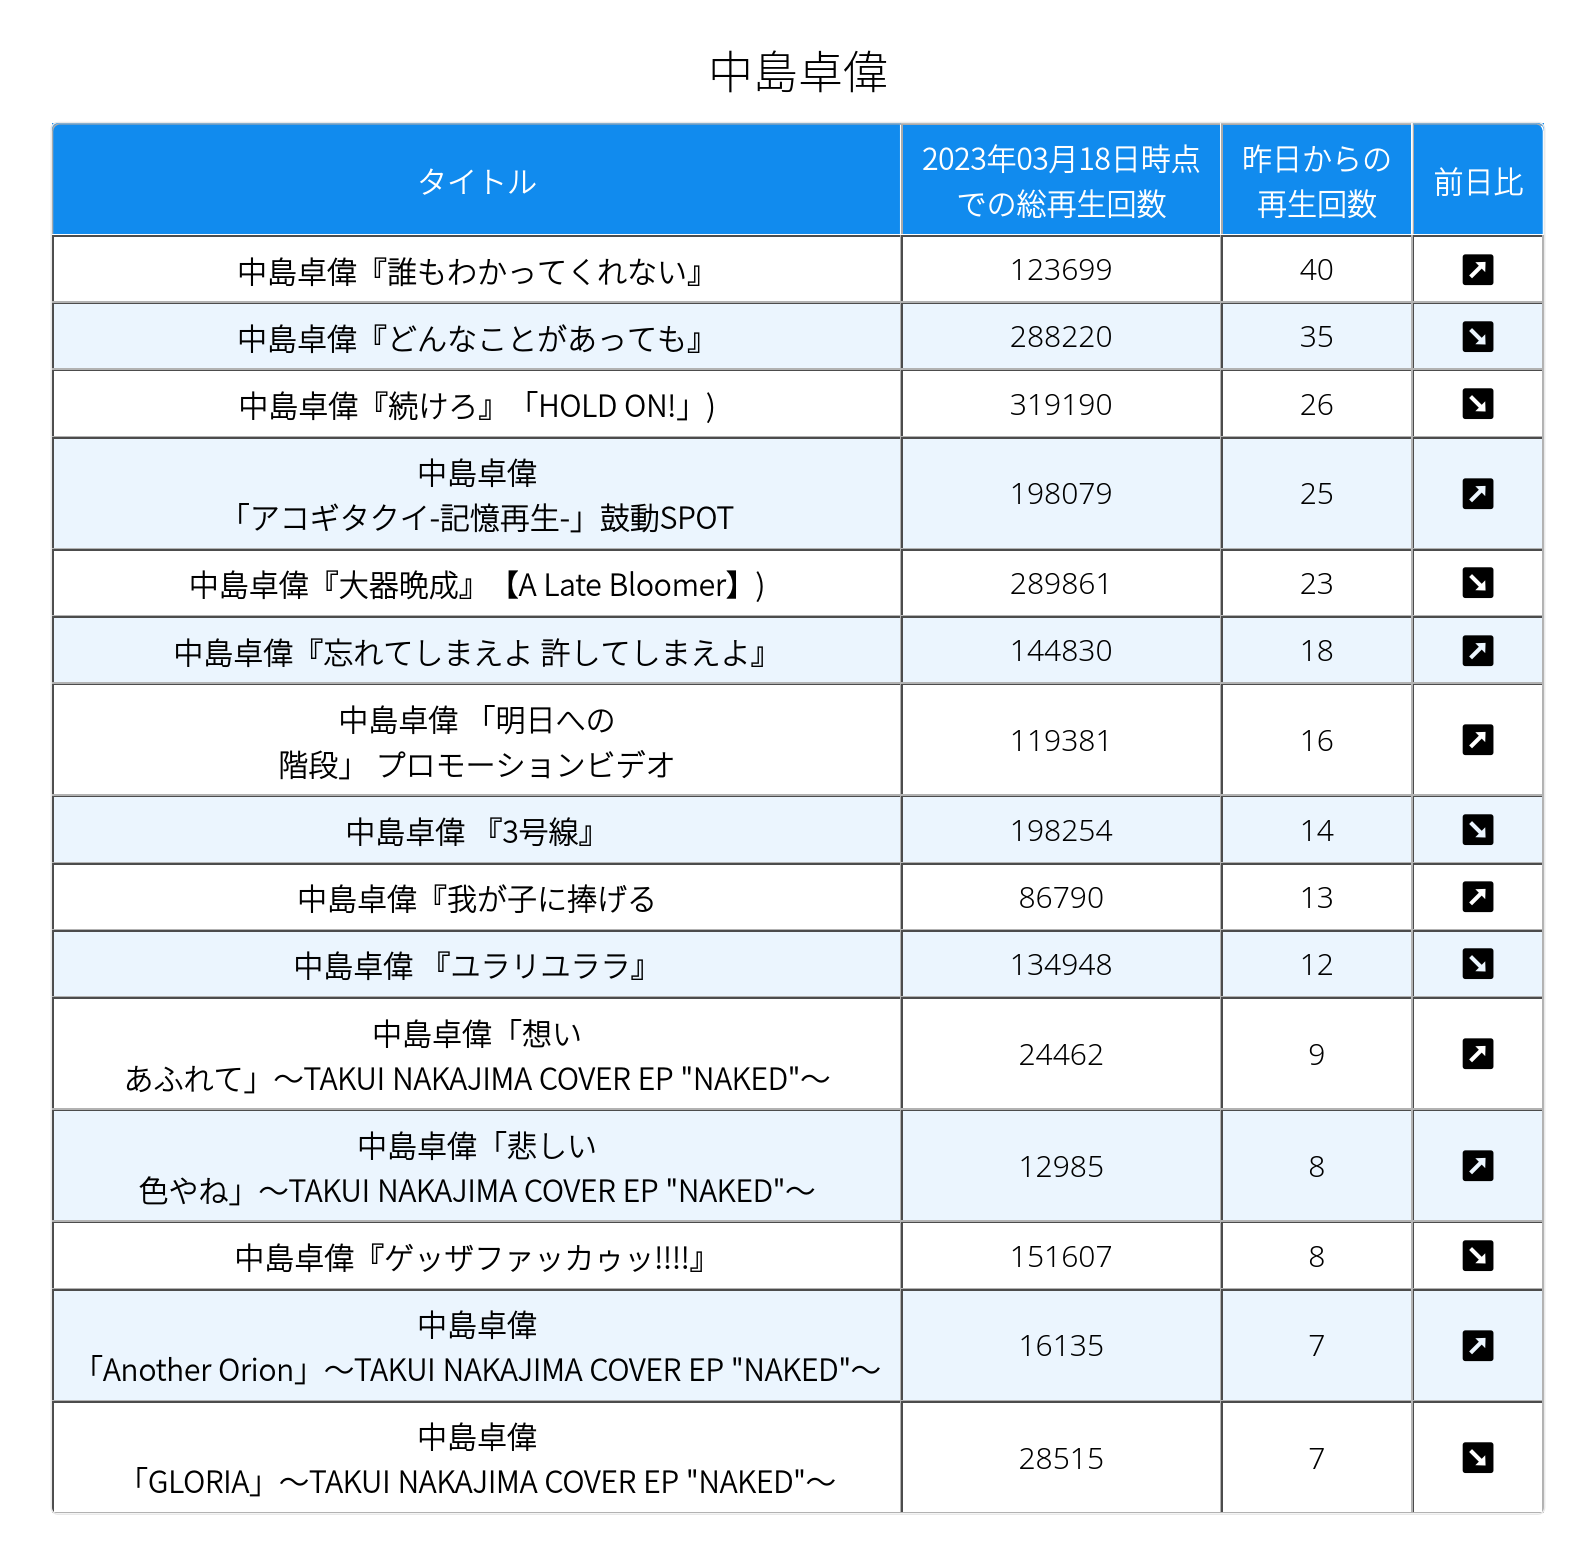 中島卓偉
タイトル
2023年03月18日時点
での総再生回数
昨日からの
再生回数
前日比
中島卓偉『誰もわかってくれない』
123699
40
中島卓偉『どんなことがあっても』
288220
35
中島卓偉『続けろ』「HOLD ON!」)
319190
26
中島卓偉
「アコギタクイ-記憶再生-」鼓動SPOT
198079
25
中島卓偉『大器晩成』【A Late Bloomer】)
289861
23
中島卓偉『忘れてしまえよ 許してしまえよ』
144830
18
中島卓偉 「明日への
階段」 プロモーションビデオ
119381
16
中島卓偉 『3号線』
198254
14
中島卓偉『我が子に捧げる
86790
13
中島卓偉 『ユラリユララ』
134948
12
中島卓偉「想い
あふれて」～TAKUI NAKAJIMA COVER EP "NAKED"～
24462
9
中島卓偉「悲しい
色やね」～TAKUI NAKAJIMA COVER EP "NAKED"～
12985
8
中島卓偉『ゲッザファッカゥッ!!!!』
151607
8
中島卓偉
「Another Orion」～TAKUI NAKAJIMA COVER EP "NAKED"～
16135
7
中島卓偉
「GLORIA」～TAKUI NAKAJIMA COVER EP "NAKED"～
28515
7